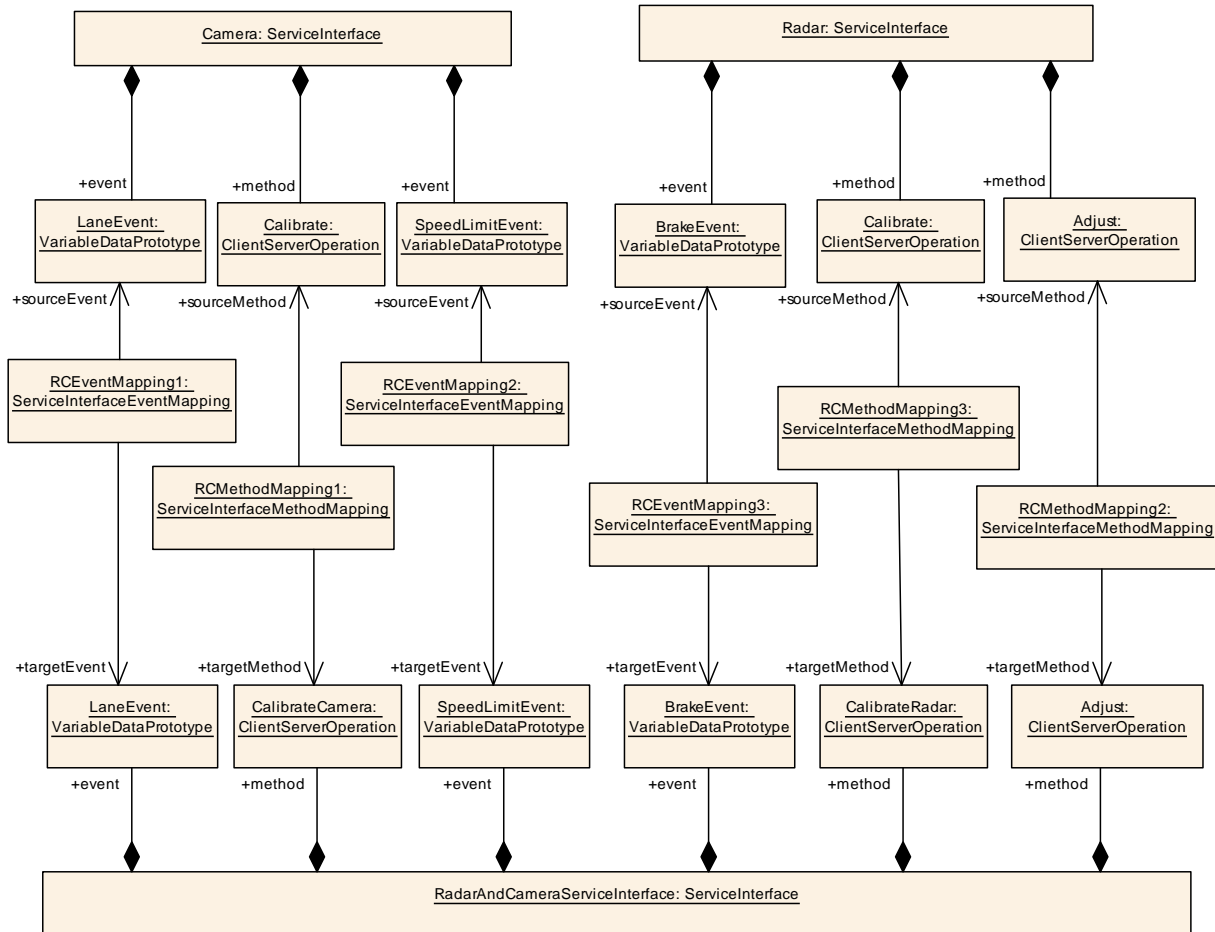 Camera: ServiceInterface
Radar: ServiceInterface
+event
+method
+event
+event
+method
+method
LaneEvent:
VariableDataPrototype
Calibrate:
ClientServerOperation
SpeedLimitEvent:
VariableDataPrototype
BrakeEvent:
VariableDataPrototype
Calibrate:
ClientServerOperation
Adjust:
ClientServerOperation
+sourceEvent
+sourceMethod
+sourceEvent
+sourceEvent
+sourceMethod
+sourceMethod
RCEventMapping1:
ServiceInterfaceEventMapping
RCEventMapping2:
ServiceInterfaceEventMapping
RCMethodMapping3:
ServiceInterfaceMethodMapping
RCMethodMapping1:
ServiceInterfaceMethodMapping
RCEventMapping3:
ServiceInterfaceEventMapping
RCMethodMapping2:
ServiceInterfaceMethodMapping
+targetEvent
+targetMethod
+targetEvent
+targetEvent
+targetMethod
+targetMethod
LaneEvent:
VariableDataPrototype
CalibrateCamera:
ClientServerOperation
SpeedLimitEvent:
VariableDataPrototype
BrakeEvent:
VariableDataPrototype
CalibrateRadar:
ClientServerOperation
Adjust:
ClientServerOperation
+event
+method
+event
+event
+method
+method
RadarAndCameraServiceInterface: ServiceInterface